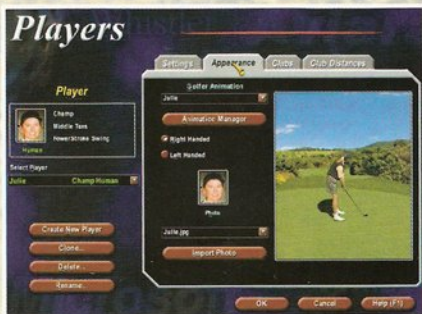 Players
Settings
Appearance
Clubs
Club Distances
Player
Champ
Middle Tees
PowerStroke Swing
Human
Select Player
Julie Champ Human
Create New Player
Clone...
Delete...
Rename...
Golfer Animation
Julie
Animation Manager
Right Handed
Left Handed
Photo
Julie.jpg
Import Photo
OK
Cancel
Help (F1)